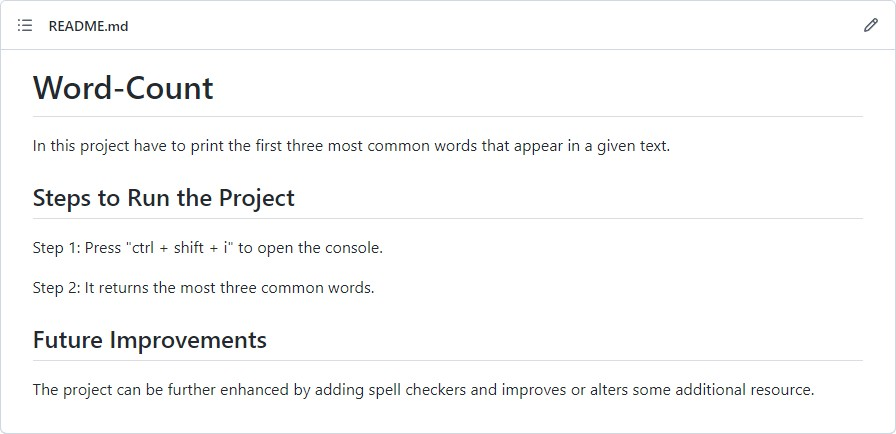 README.md
Word-Count
In this project have to print the first three most common words that appear in a given text.
Steps to Run the Project
Step 1: Press "ctrl + shift + i" to open the console.
Step 2: It returns the most three common words.
Future Improvements
The project can be further enhanced by adding spell checkers and improves or alters some additional resource.